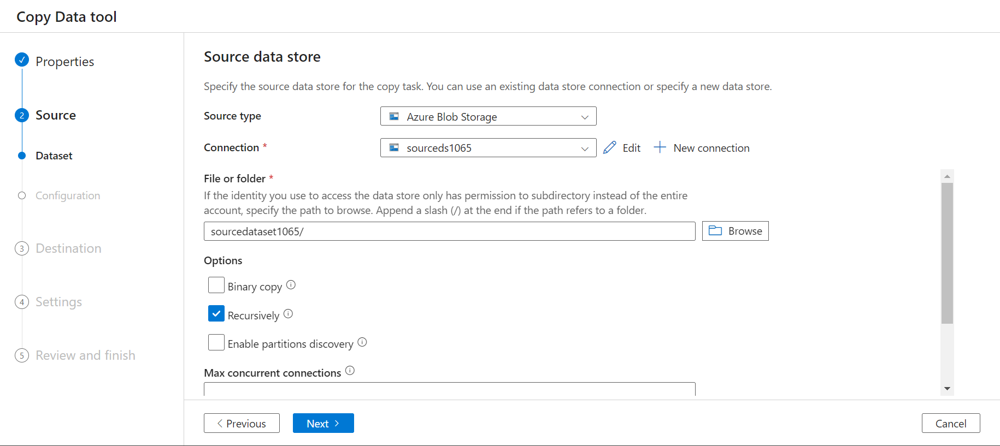 Copy Data tool
Properties
2 Source
Dataset
Configuration
3 Destination
4 Settings
5 Review and finish
Source data store
Specify the source data store for the copy task. You can use an existing data store connection or specify a new data store.
Source type Azure Blob Storage
Connection * sourceds1065 Edit New connection
File or folder *
If the identity you use to access the data store only has permission to subdirectory instead of the entire
account, specify the path to browse. Append a slash (/) at the end if the path refers to a folder.
sourcedataset1065/ Browse
Options
Binary copy
Recursively
Enable partitions discovery
Max concurrent connections
Previous Next Cancel